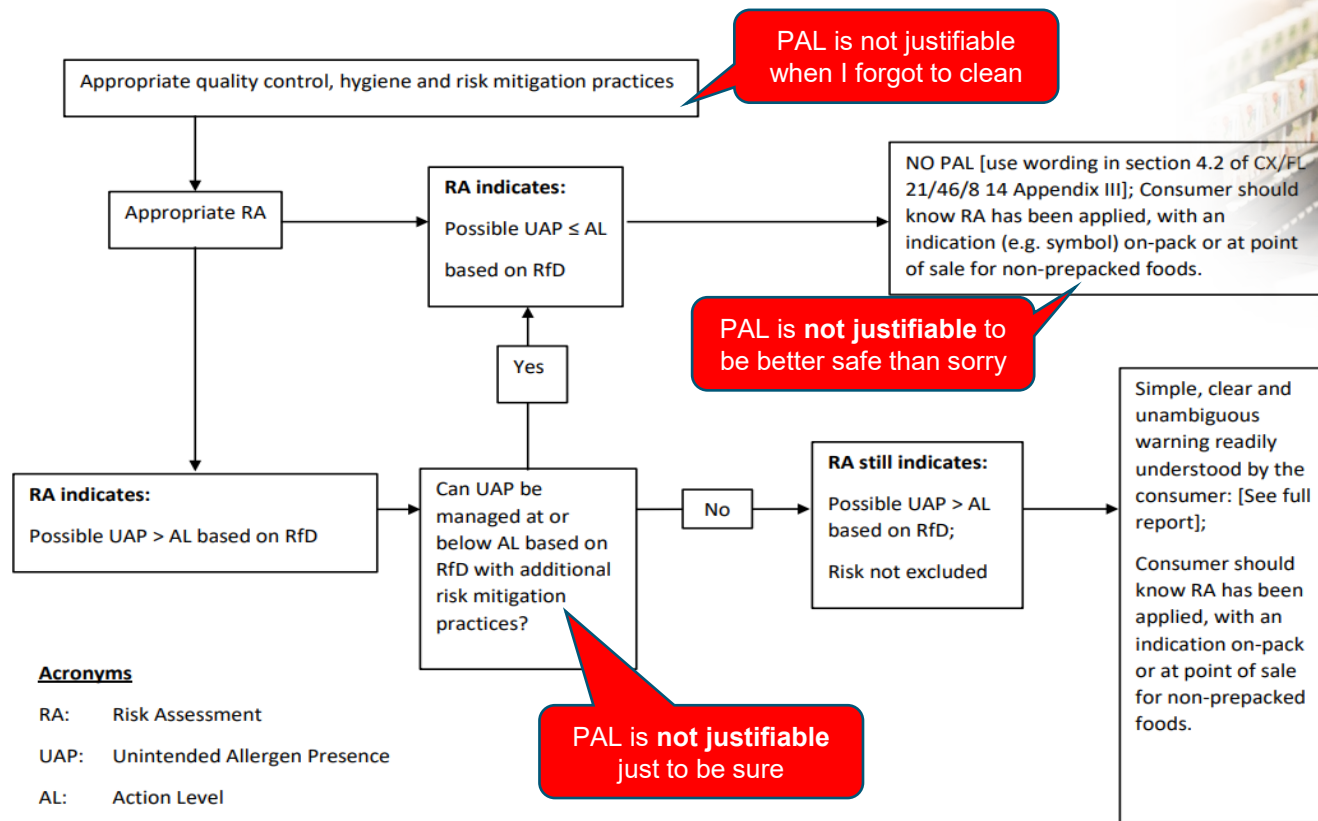 PAL is not justifiable
when I forgot to clean
Appropriate quality control, hygiene and risk mitigation practices
Appropriate RA
RA indicates:
Possible UAP ≤ AL
based on RfD
NO PAL [use wording in section 4.2 of CX/FL
21/46/8 14 Appendix III]; Consumer should
know RA has been applied, with an
indication (e.g. symbol) on-pack or at point
of sale for non-prepacked foods.
PAL is not justifiable to
be better safe than sorry
Yes
RA indicates:
Possible UAP > AL based on RfD
Can UAP be
managed at or
below AL based on
RfD with additional
risk mitigation
practices?
No
RA still indicates:
Possible UAP > AL
based on RfD;
Risk not excluded
Simple, clear and
unambiguous
warning readily
understood by the
consumer: [See full
report];
Consumer should
know RA has been
applied, with an
indication on-pack
or at point of sale
for non-prepacked
foods.
PAL is not justifiable
just to be sure
Acronyms
RA: Risk Assessment
UAP: Unintended Allergen Presence
AL: Action Level